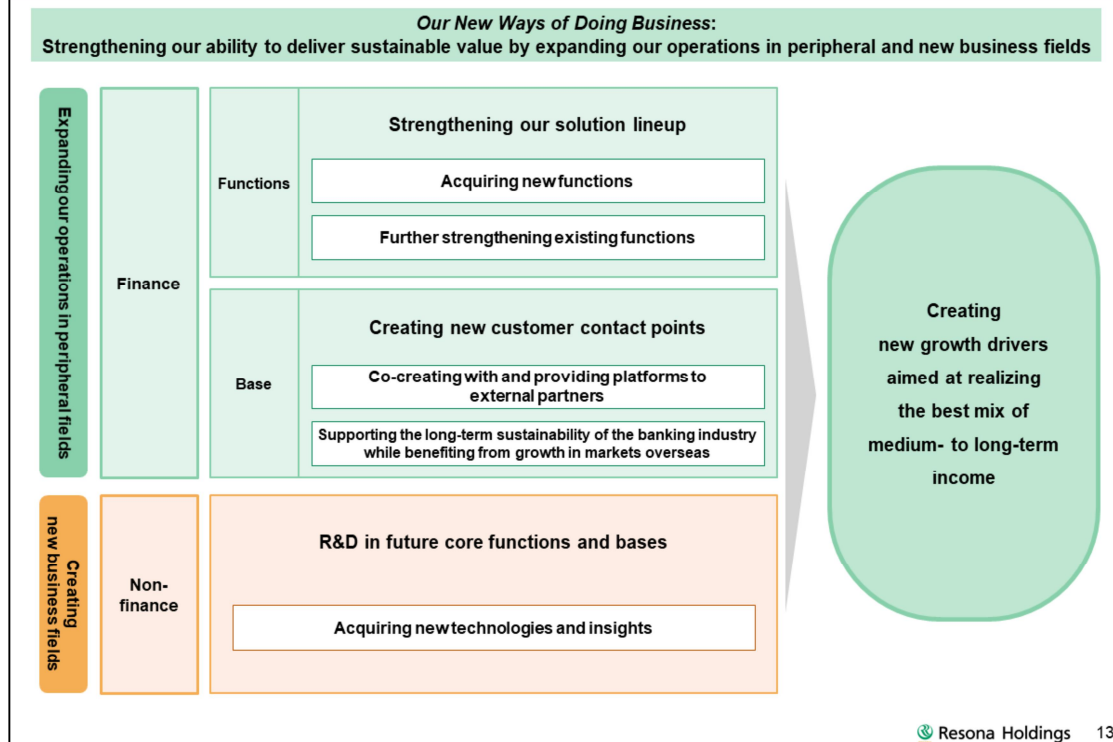 Our New Ways of Doing Business:
Strengthening our ability to deliver sustainable value by expanding our operations in peripheral and new business fields
Expanding our operations in peripheral fields
Finance
Functions
Strengthening our solution lineup
Acquiring new functions
Further strengthening existing functions
Base
Creating new customer contact points
Co-creating with and providing platforms to
external partners
Supporting the long-term sustainability of the banking industry
while benefiting from growth in markets overseas
Creating
new business fields
Non-
finance
R&D in future core functions and bases
Acquiring new technologies and insights
Creating
new growth drivers
aimed at realizing
the best mix of
medium- to long-term
income
Resona Holdings 13